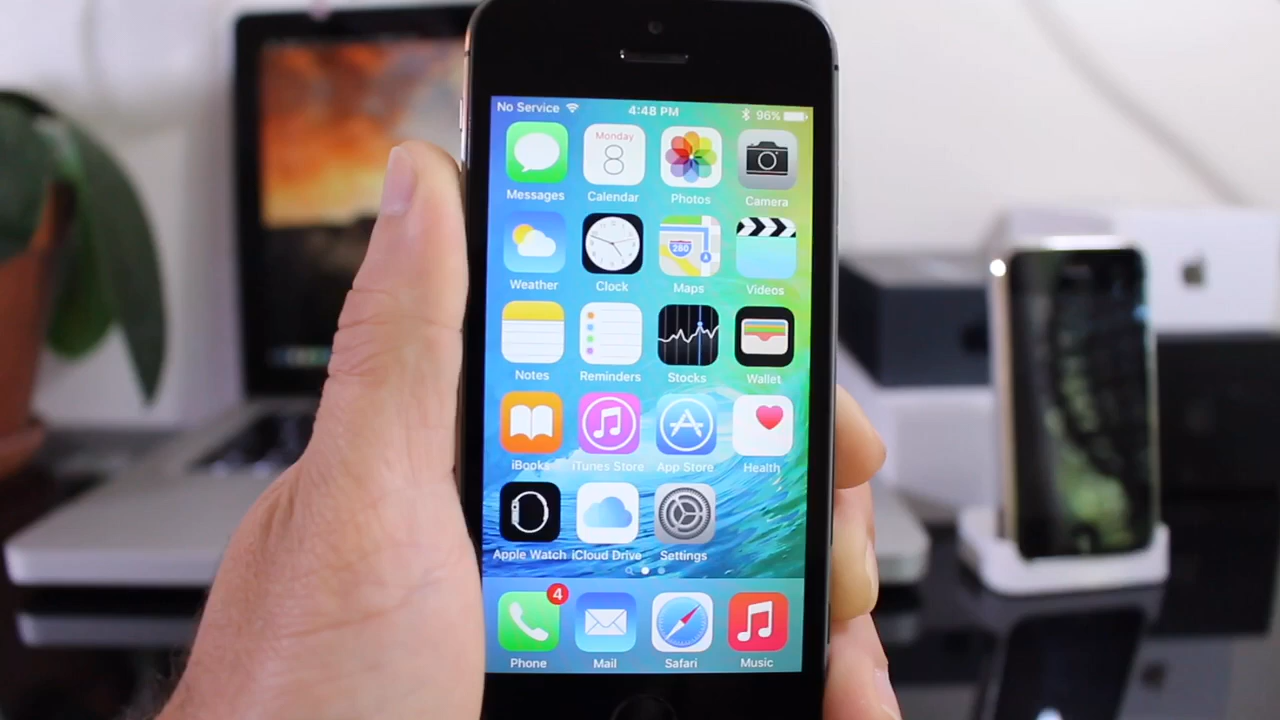 No Service 4:48 PM 96%
Monday
8
Messages Calendar Photos Camera
280
Weather Clock Maps Videos
Notes Reminders Stocks Wallet
iBooks iTunes Store App Store Health
Apple Watch iCloud Drive Settings
4
Phone Mail Safari Music